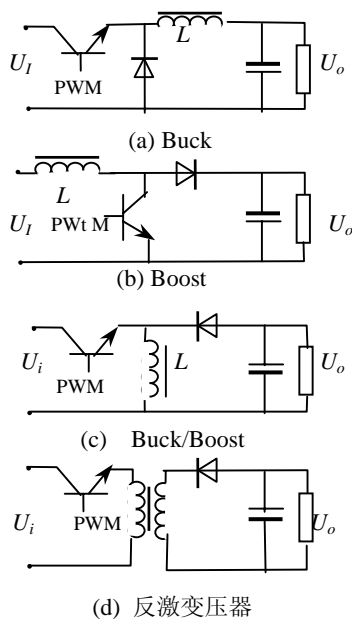 L
U_I
PWM
U_o
(a) Buck
L
U_I
PWt M
U_o
(b) Boost
U_i
L
U_o
PWM
(c) Buck/Boost
U_i
PWM
U_o
(d) 反激变压器